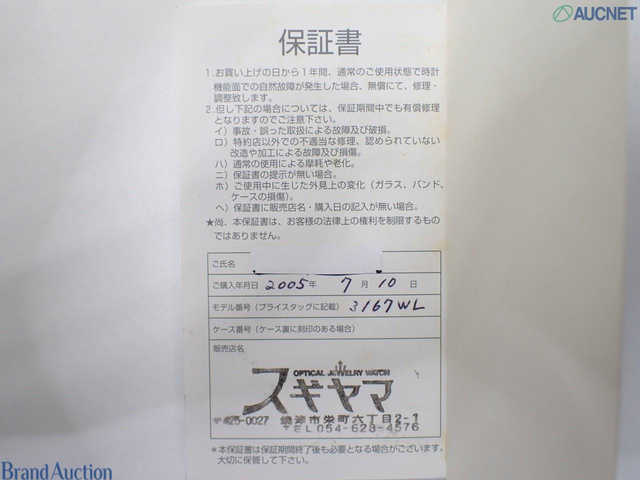 AUCNET
保証書
1.お買い上げの日から1年間、通常のご使用状態で時計
機能面での自然故障が発生した場合、無償にて、修理・
調整致します。
2.但し下記の場合については、保証期間中でも有償修理
となりますのでご注意下さい。
イ）事故・誤った取扱による故障及び破損。
ロ）特約店以外での不適当な修理、認められていない
改造や加工による故障及び損傷。
ハ）通常の使用による摩耗や老化。
ニ）保証書の提示が無い場合。
ホ）ご使用中に生じた外見上の変化（ガラス、バンド、
ケースの損傷）。
ヘ）保証書に販売店名・購入日の記入が無い場合。
★尚、本保証書は、お客様の法律上の権利を制限するもの
ではありません。
ご氏名
ご購入年月日 2005年 7月 10日
モデル番号（プライスタッグに記載） 3167WL
ケース番号（ケース裏に刻印のある場合）
販売店名
OPTICAL JEWELRY WATCH
スギヤマ
〒425-0027 焼津市栄町六丁目2-1
TEL 054-628-4576
*本保証書は保証期間終了後も必要となる場合がございます。
大切に保管して下さい。
Brand Auction